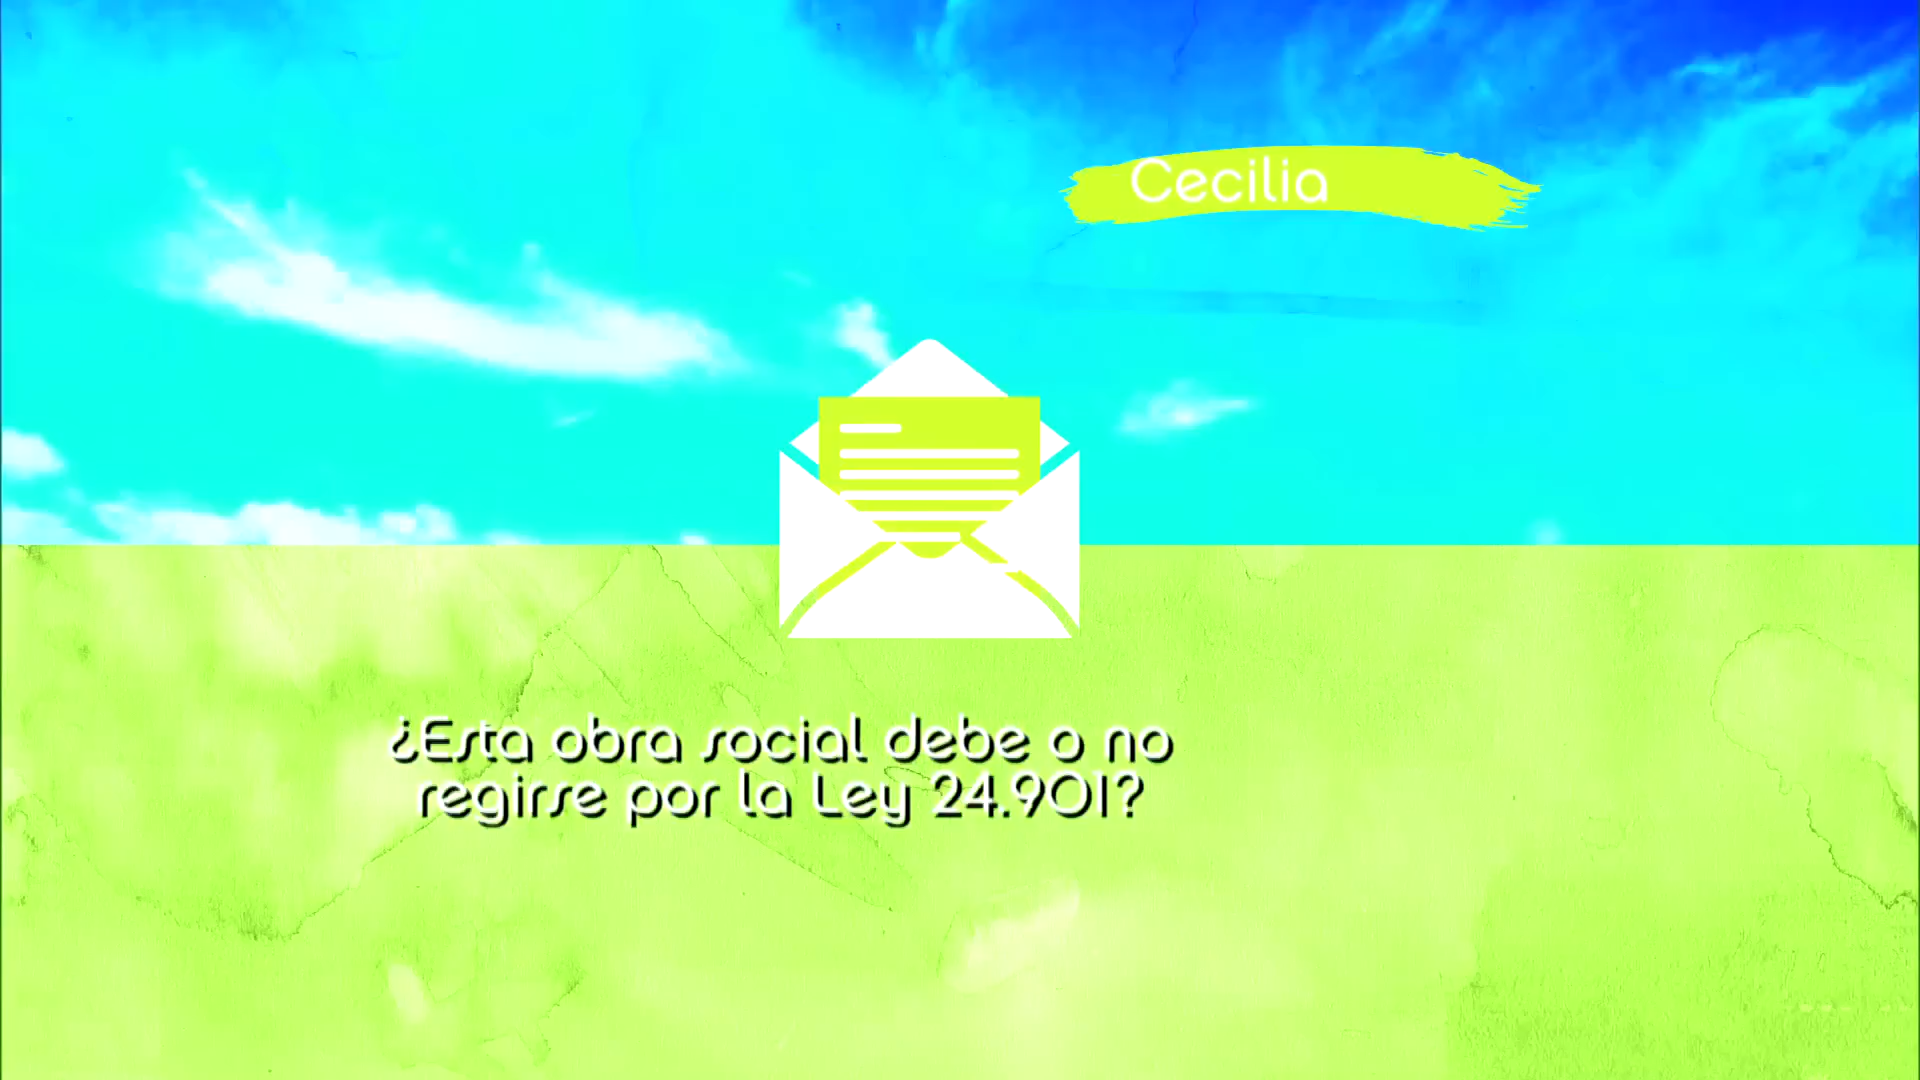 Cecilia
¿Esta obra social debe o no
regirse por la Ley 24.901?